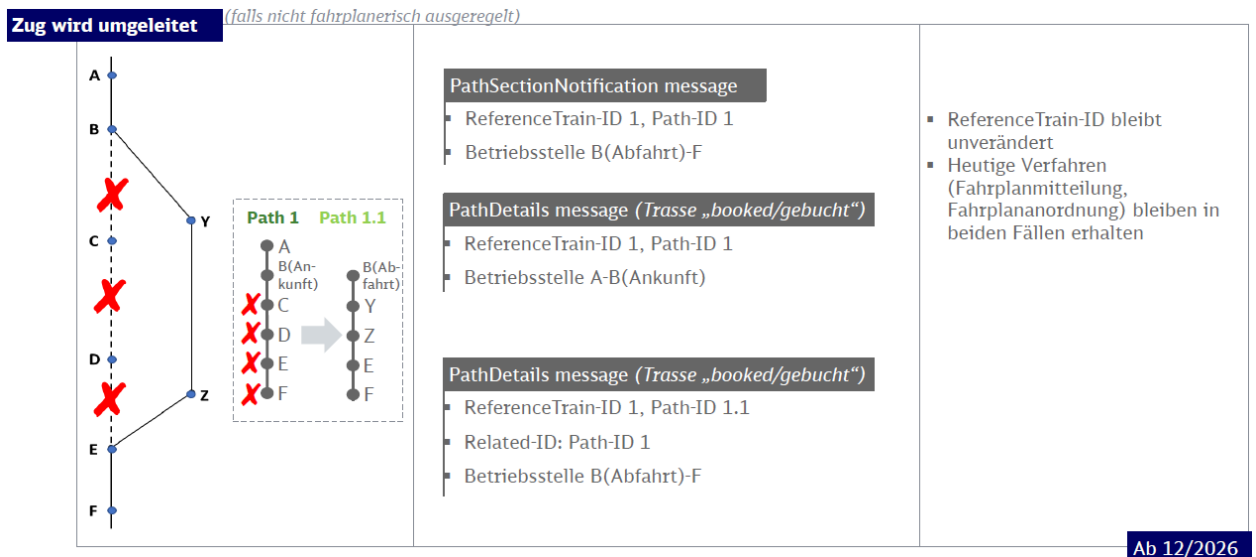 Zug wird umgeleitet
(falls nicht fahrplanerisch ausgeregelt)
A
B
C
D
E
F
Y
Z
Path 1 Path 1.1
A
B(An-
kunft)
C
D
E
F
B(Ab-
fahrt)
Y
Z
E
F
PathSectionNotification message
▪ ReferenceTrain-ID 1, Path-ID 1
▪ Betriebsstelle B(Abfahrt)-F
PathDetails message (Trasse „booked/gebucht“)
▪ ReferenceTrain-ID 1, Path-ID 1
▪ Betriebsstelle A-B(Ankunft)
PathDetails message (Trasse „booked/gebucht“)
▪ ReferenceTrain-ID 1, Path-ID 1.1
▪ Related-ID: Path-ID 1
▪ Betriebsstelle B(Abfahrt)-F
▪ ReferenceTrain-ID bleibt
unverändert
▪ Heutige Verfahren
(Fahrplanmitteilung,
Fahrplananordnung) bleiben in
beiden Fällen erhalten
Ab 12/2026